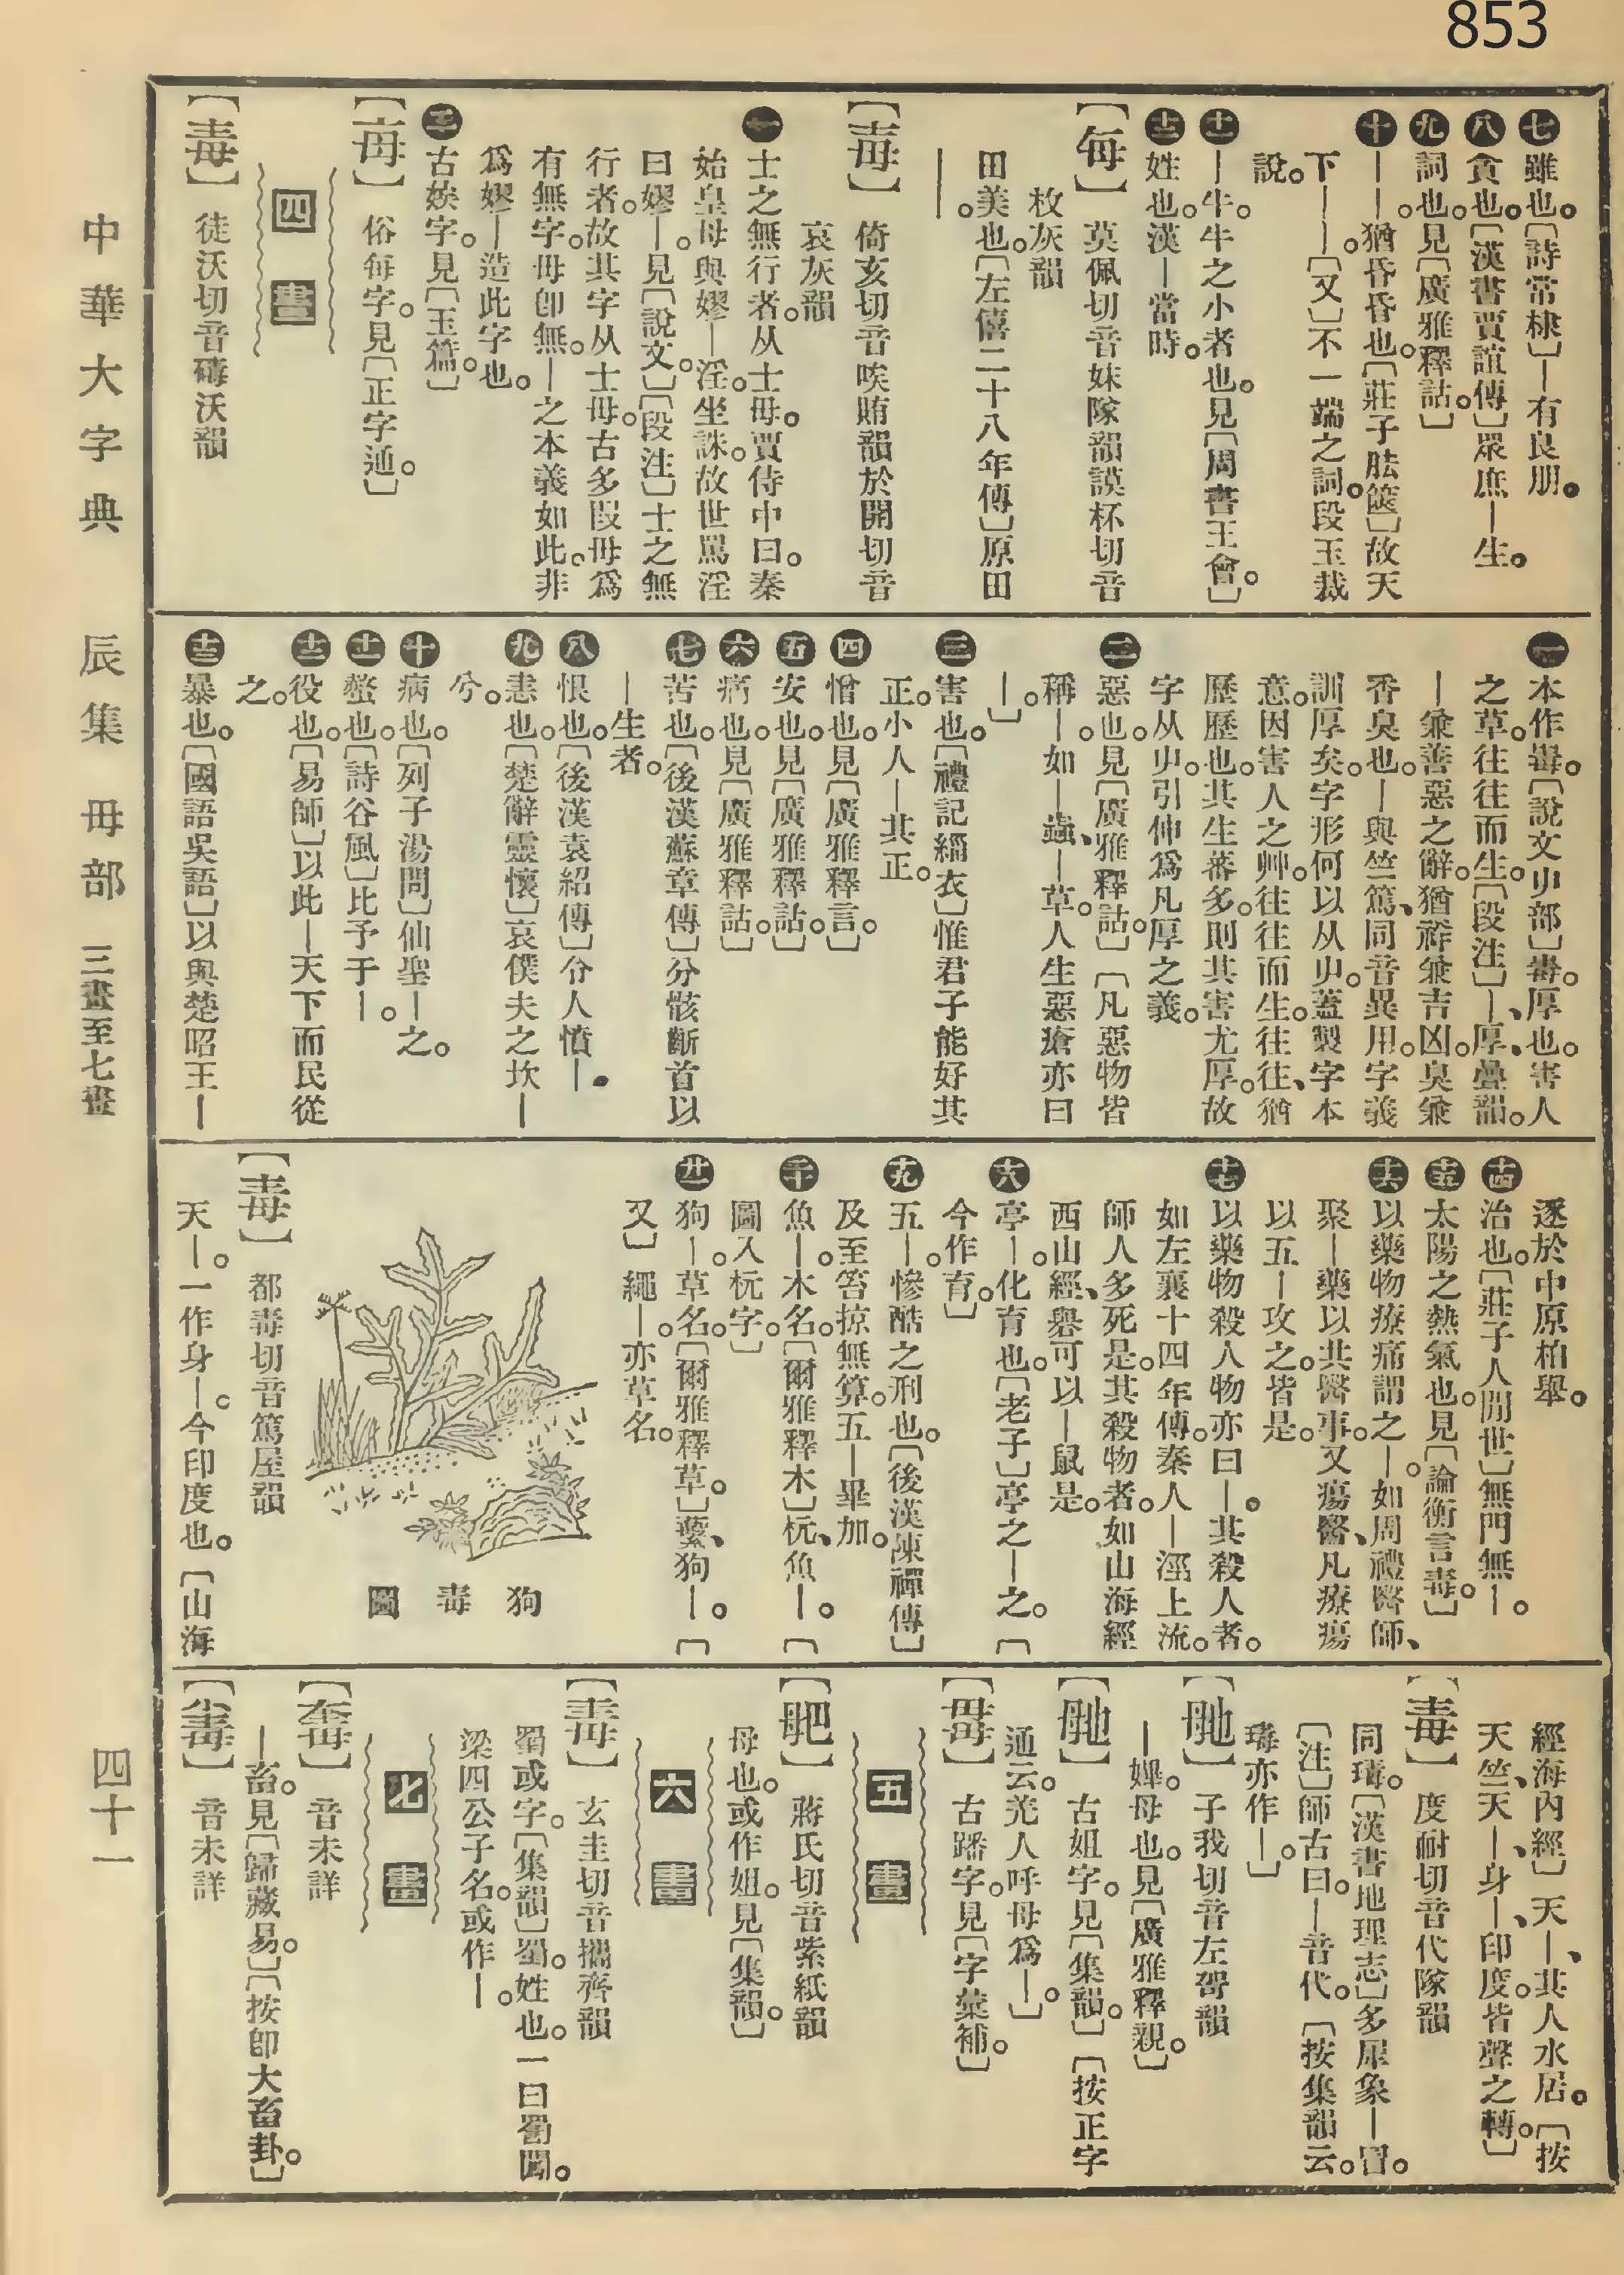 853
七雖也。〔詩常棣〕—有良朋。
八貪也。〔漢書賈誼傳〕眾庶—生。
九詞也。見〔廣雅釋詁。〕
十——。猶昏昏也。〔莊子胠篋〕故天
下——。〔又〕不一端之詞。段玉裁
說。
十一—牛。牛之小者也。見〔周書王會。〕
十二姓也。漢—當時。
〔每〕莫佩切音妹隊韻謨杯切音
枚灰韻
田美也。〔左僖二十八年傳〕原田
——。
〔毐〕倚亥切音唉賄韻於開切音
哀灰韻
一士之無行者。从士毋。賈侍中曰。秦
始皇母與嫪—淫。坐誅。故世罵淫
曰嫪—。見〔說文。〕〔段注〕士之無
行者。故其字从士毋。古多叚毋爲
有無字。毋卽無。—之本義如此。非
爲嫪—造此字也。
二古娭字。見〔玉篇。〕
〔毎〕俗每字。見〔正字通。〕
四畫
〔毒〕徒沃切音碡沃韻
一本作𡴞。〔說文屮部〕𡴞。厚也。害人
之草。往往而生。〔段注〕—、厚、疊韻。
—兼善惡之辭。猶祥兼吉凶。臭兼
香臭也。—與竺篤、同音異用。字義
訓厚矣。字形何以从屮。蓋製字本
意。因害人之艸。往往而生。往往、猶
歷歷也。其生蕃多。則其害尤厚。故
字从屮。引伸爲凡厚之義。
二惡也。見〔廣雅釋詁。〕〔凡惡物皆
稱—。如—蟲、—草。人生惡瘡亦曰
—。〕
三害也。〔禮記緇衣〕惟君子能好其
正。小人—其正。
四憎也。見〔廣雅釋言。〕
五安也。見〔廣雅釋詁。〕
六痛也。見〔廣雅釋詁。〕
七苦也。〔後漢蘇章傳〕分骸斷首以
—生者。
八恨也。〔後漢袁紹傳〕令人憤—。
九恚也。〔楚辭靈懷〕哀僕夫之坎—
兮。
十病也。〔列子湯問〕仙聖—之。
十一螫也。〔詩谷風〕比予于—。
十二役也。〔易師〕以此—天下而民從
之。
十三暴也。〔國語吳語〕以與楚昭王—
逐於中原柏舉。
十四治也。〔莊子人間世〕無門無—。
十五太陽之熱氣也。見〔論衡言毒。〕
十六以藥物療痛謂之—。如周禮醫師、
聚—藥以共醫事。又瘍醫、凡療瘍
以五—攻之。皆是。
十七以藥物殺人物亦曰—。其殺人者。
如左襄十四年傳。秦人—涇上流。
師人多死是。其殺物者。如山海經
西山經、礜可以—鼠是。
十八亭—。化育也。〔老子〕亭之—之。〔
今作育。〕
十九五—。慘酷之刑也。〔後漢陳禪傳〕
及至笞掠無算。五—畢加。
二十魚—。木名。〔爾雅釋木〕杬、魚—。〔
圖入杬字。〕
廿一狗—。草名。〔爾雅釋草。〕虉、狗—。〔
又〕繩—。亦草名。
狗毒圖
〔毒〕都毒切音篤屋韻
天—。一作身—。今印度也。〔山海
經海內經〕天—、其人水居。〔按
天竺、天—、身—、印度。皆聲之轉。〕
〔毒〕度耐切音代隊韻
同瑇。〔漢書地理志〕多犀象—冒。
〔注〕師古曰。—音代。〔按集韻云。
瑇亦作—。〕
〔毑〕子我切音左哿韻
—媓。母也。見〔廣雅釋親。〕
〔毑〕古姐字。見〔集韻。〕〔按正字
通云。羌人呼母爲—。〕
古蹯字。見〔字彙補。〕
五畫
蔣氏切音紫紙韻
母也。或作姐。見〔集韻。〕
六畫
玄圭切音攜齊韻
蜀或字。〔集韻〕蜀。姓也。一曰蜀闖。
梁四公子名。或作—。
七畫
音未詳
—畜。見〔歸藏易。〕〔按卽大畜卦。〕
音未詳
中華大字典 辰集 毋部 三畫至七畫
四十一